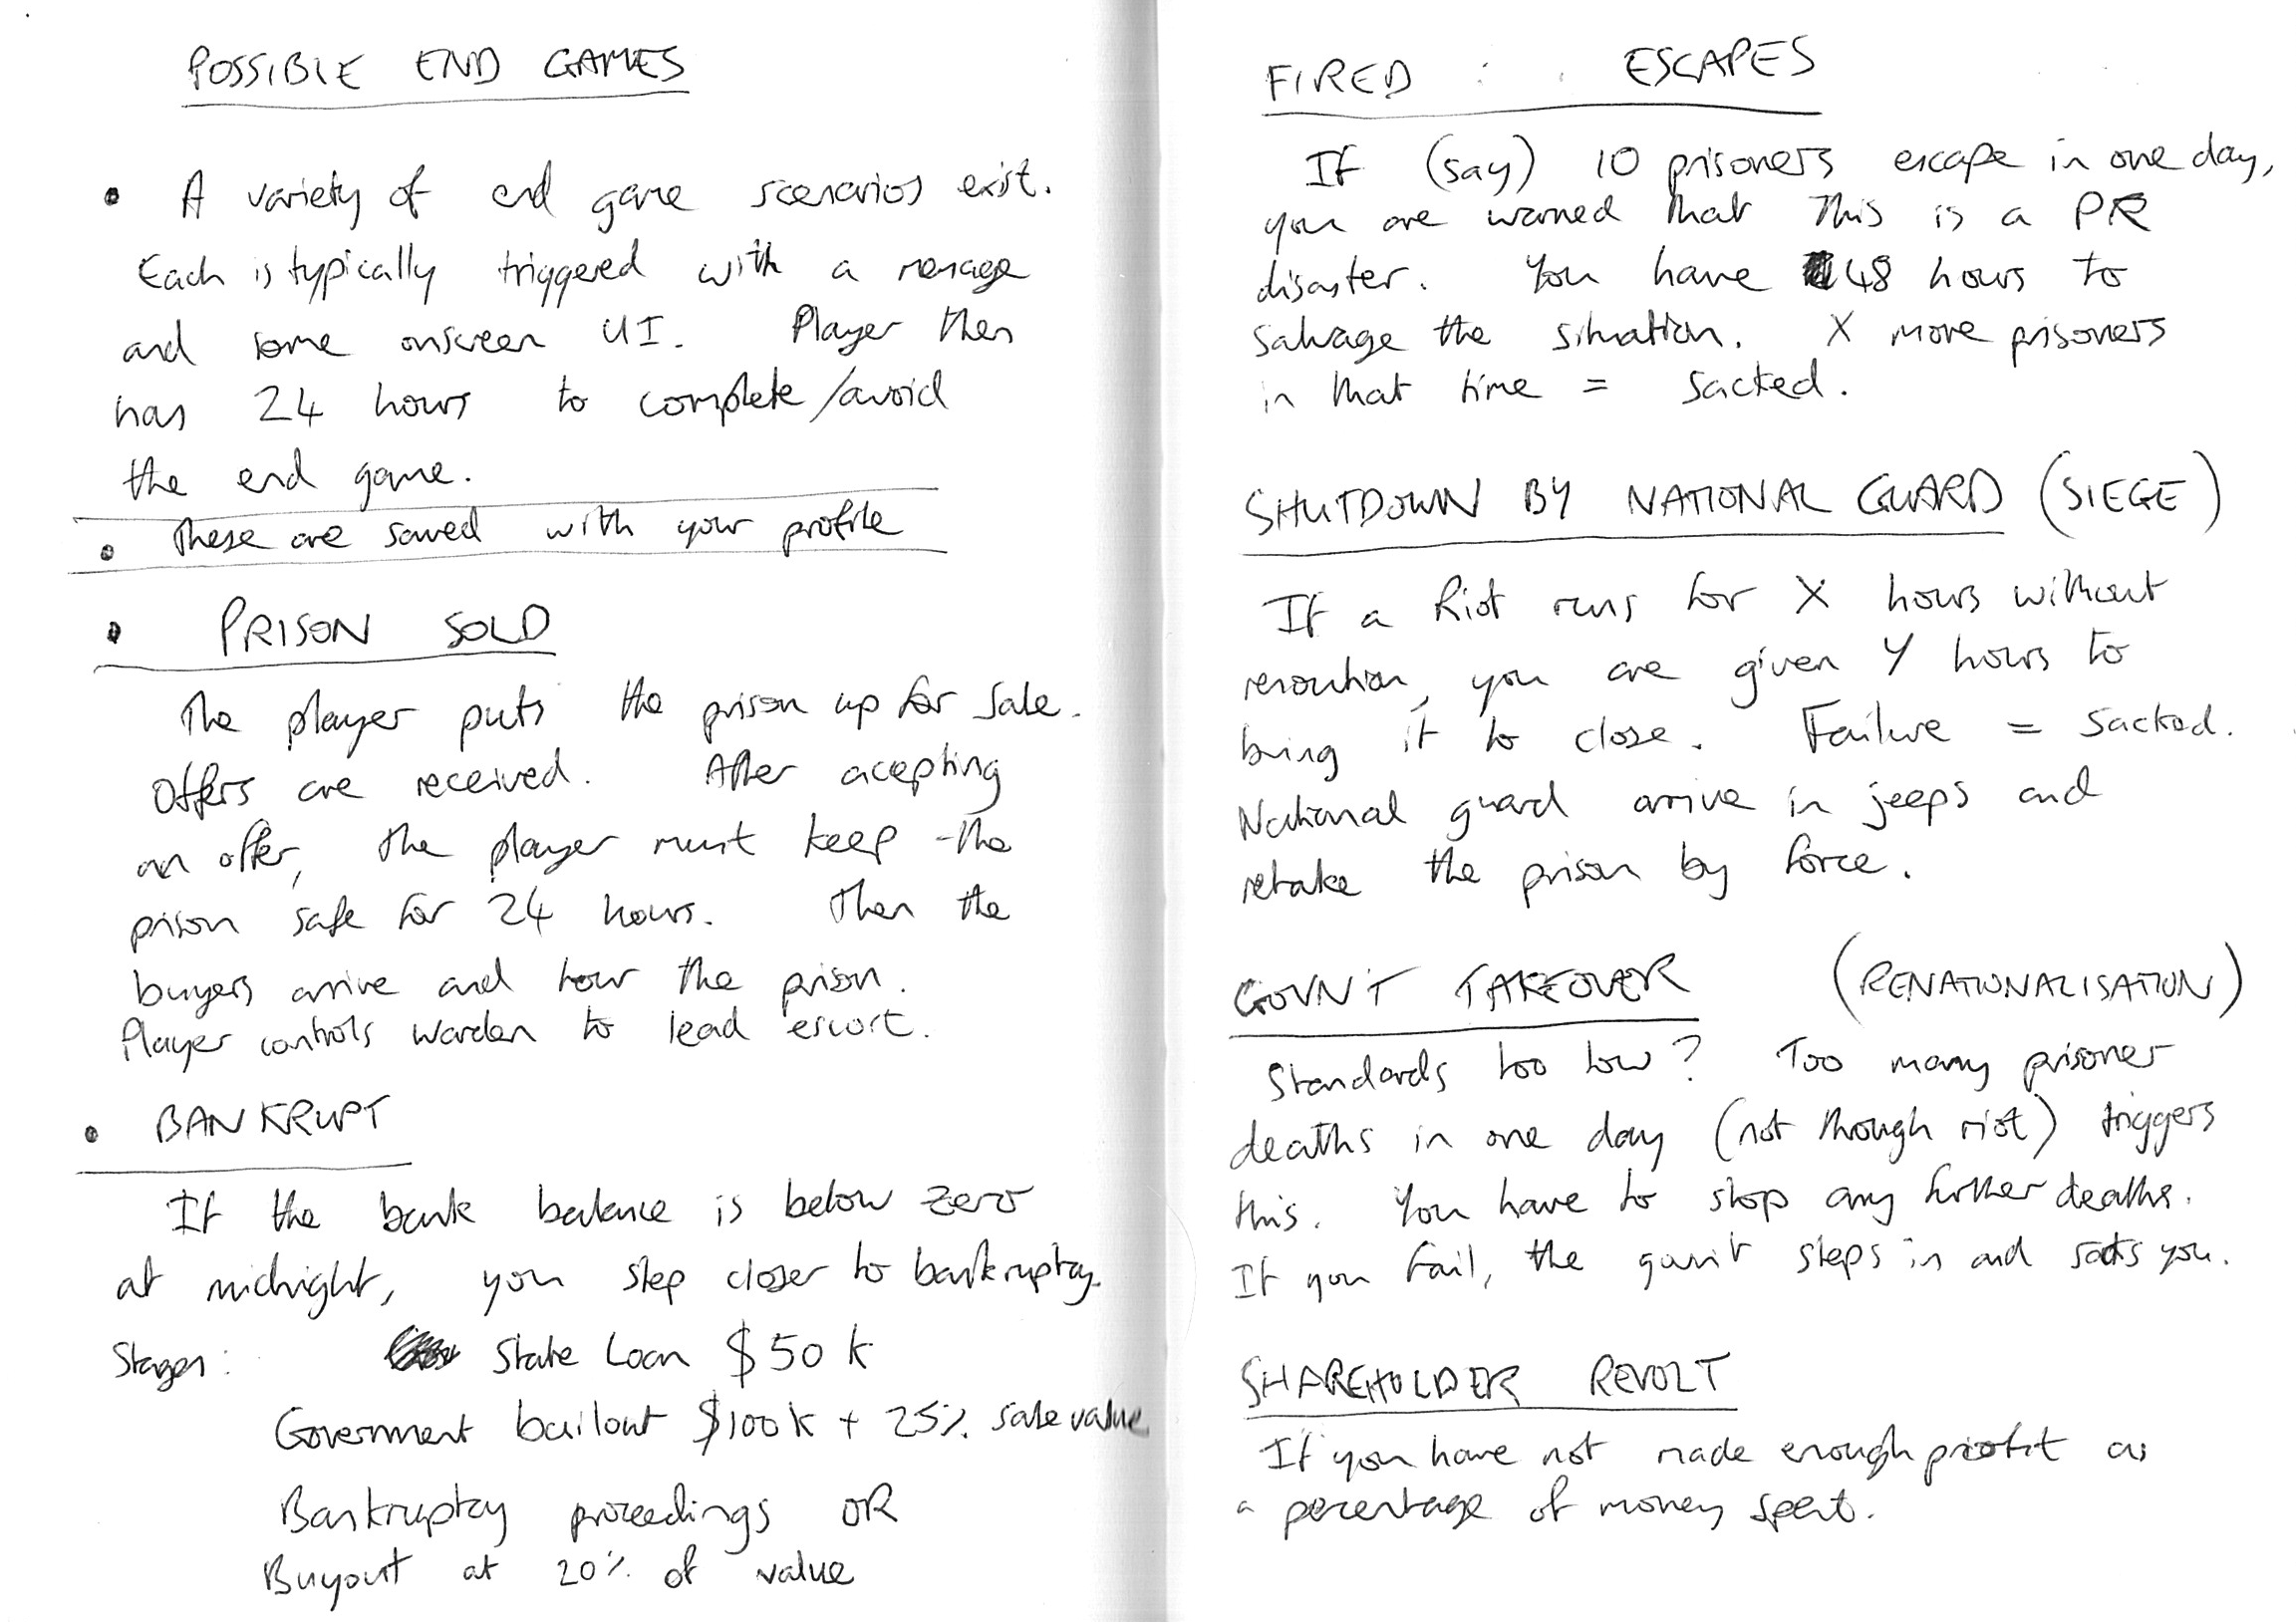 POSSIBLE END GAMES
• A variety of end game scenarios exist.
Each is typically triggered with a message
and some onscreen UI. Player then
has 24 hours to complete/avoid
the end game.
• These are saved with your profile
• PRISON SOLD
The player puts the prison up for sale.
Offers are received. After accepting
an offer, the player must keep the
prison safe for 24 hours. Then the
buyers arrive and tour the prison.
Player controls warden to lead escort.
• BANKRUPT
If the bank balance is below zero
at midnight, you step closer to bankruptcy.
Stages: State Loan $50k
Government bailout $100k + 25% sale value
Bankruptcy proceedings OR
Buyout at 20% of value
FIRED : ESCAPES
If (say) 10 prisoners escape in one day,
you are warned that this is a PR
disaster. You have 48 hours to
salvage the situation. X more prisoners
in that time = sacked.
SHUTDOWN BY NATIONAL GUARD (SIEGE)
If a Riot runs for X hours without
resolution, you are given Y hours to
bring it to close. Failure = sacked.
National guard arrive in jeeps and
retake the prison by force.
GOVN'T TAKEOVER (RENATIONALISATION)
Standards too low? Too many prisoner
deaths in one day (not through riot) triggers
this. You have to stop any further deaths.
If you fail, the govn't steps in and sacks you.
SHAREHOLDER REVOLT
If you have not made enough profit as
a percentage of money spent.